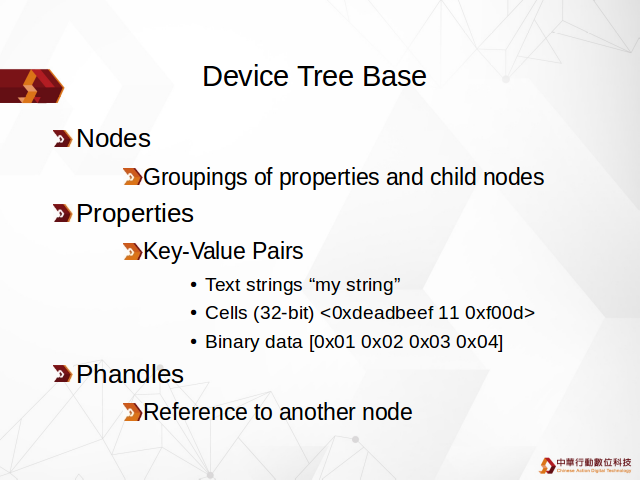 Device Tree Base
Nodes
Groupings of properties and child nodes
Properties
Key-Value Pairs
• Text strings “my string”
• Cells (32-bit) <0xdeadbeef 11 0xf00d>
• Binary data [0x01 0x02 0x03 0x04]
Phandles
Reference to another node
中華行動數位科技
Chinese Action Digital Technology